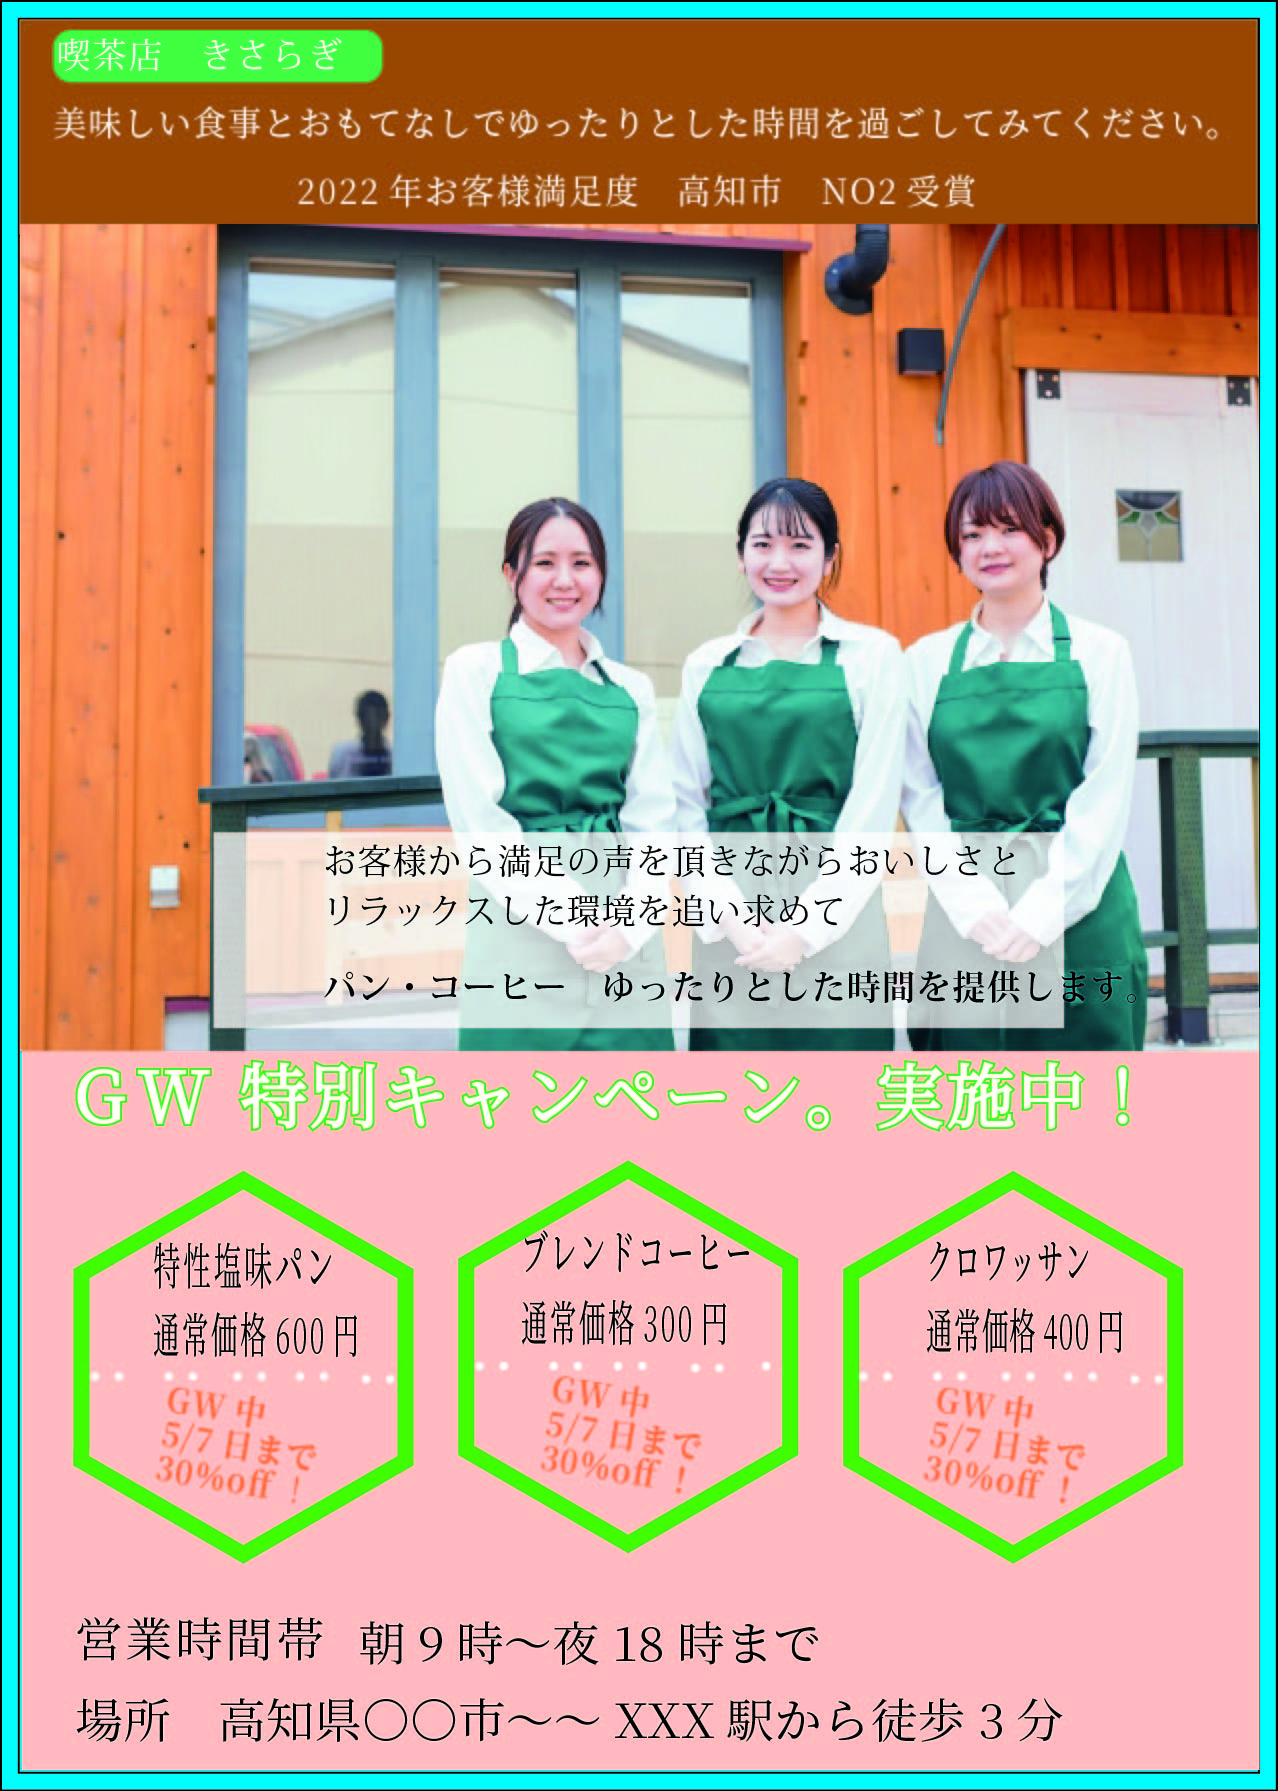 喫茶店　きさらぎ
美味しい食事とおもてなしでゆったりとした時間を過ごしてみてください。
2022年お客様満足度　高知市　NO2受賞
お客様から満足の声を頂きながらおいしさと
リラックスした環境を追い求めて
パン・コーヒー　ゆったりとした時間を提供します。
GW 特別キャンペーン。実施中！
特性塩味パン
通常価格600円
GW中
5/7日まで
30%off！
ブレンドコーヒー
通常価格300円
GW中
5/7日まで
30%off！
クロワッサン
通常価格400円
GW中
5/7日まで
30%off！
営業時間帯　朝9時～夜18時まで
場所　高知県〇〇市～～ XXX駅から徒歩3分